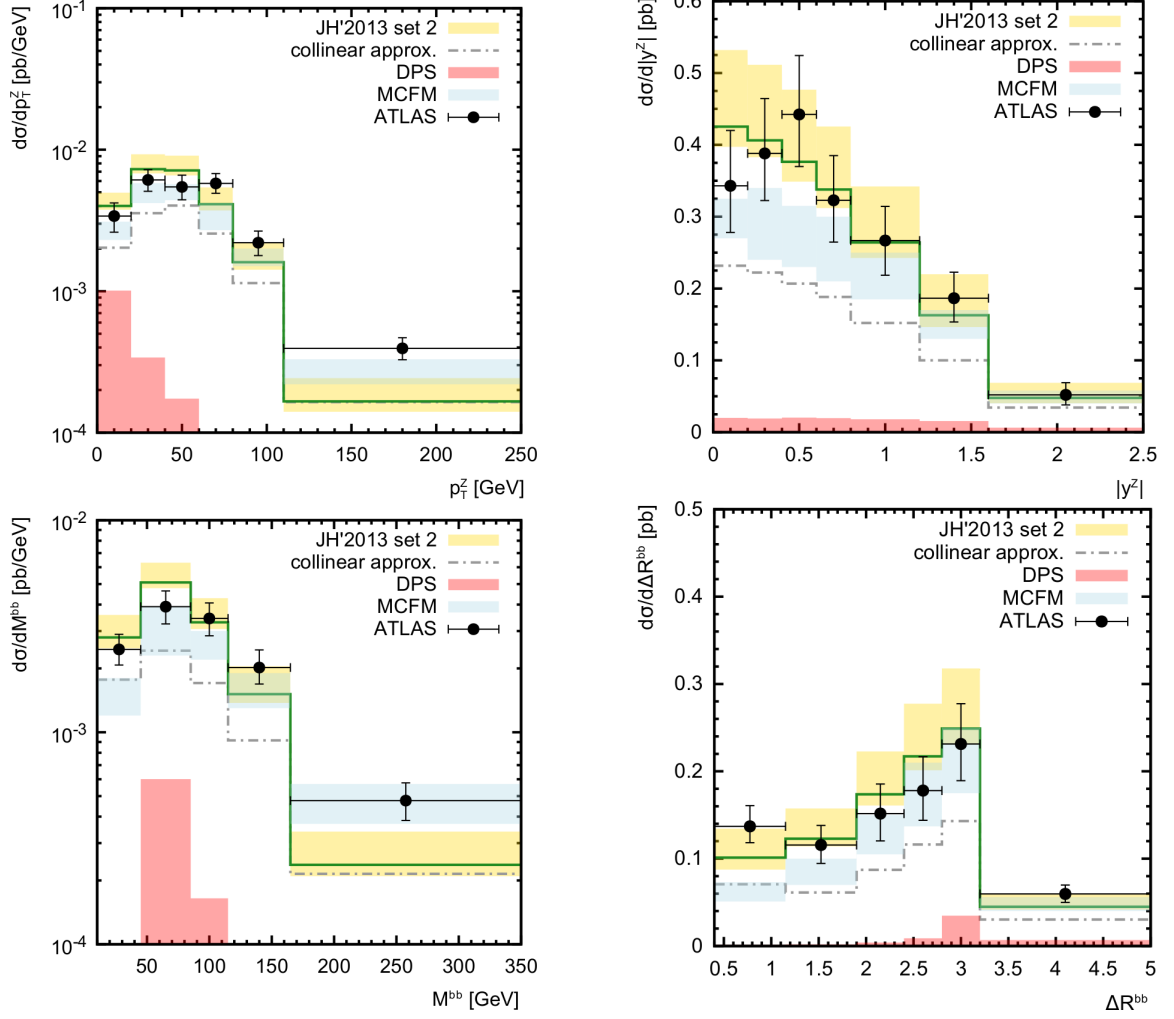 10⁻¹
10⁻²
10⁻³
10⁻⁴
dσ/dp_T^Z [pb/GeV]
JH'2013 set 2
collinear approx.
DPS
MCFM
ATLAS
0 50 100 150 200 250
p_T^Z [GeV]
0.6
0.5
0.4
0.3
0.2
0.1
0
dσ/d|y^Z| [pb]
JH'2013 set 2
collinear approx.
DPS
MCFM
ATLAS
0 0.5 1 1.5 2 2.5
|y^Z|
10⁻²
10⁻³
10⁻⁴
dσ/dM^bb [pb/GeV]
JH'2013 set 2
collinear approx.
DPS
MCFM
ATLAS
50 100 150 200 250 300 350
M^bb [GeV]
0.5
0.4
0.3
0.2
0.1
0
dσ/dΔR^bb [pb]
JH'2013 set 2
collinear approx.
DPS
MCFM
ATLAS
0.5 1 1.5 2 2.5 3 3.5 4 4.5 5
ΔR^bb